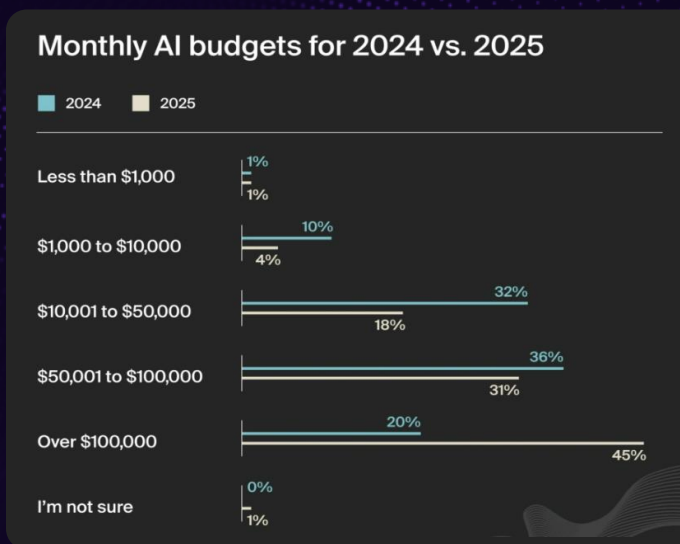 Monthly AI budgets for 2024 vs. 2025
2024 2025
Less than $1,000
1%
1%
$1,000 to $10,000
10%
4%
$10,001 to $50,000
32%
18%
$50,001 to $100,000
36%
31%
Over $100,000
20%
45%
I'm not sure
0%
1%